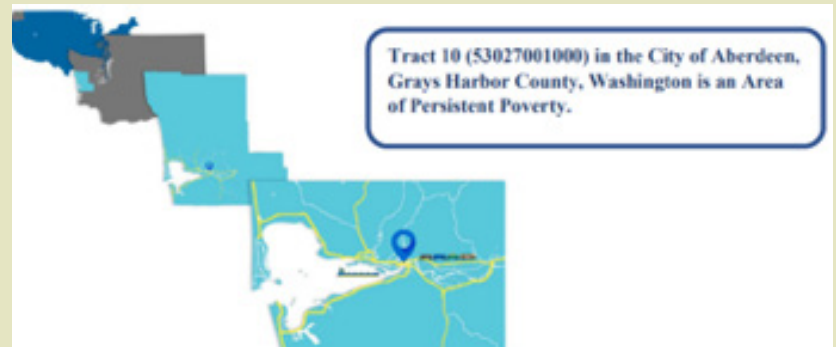 Tract 10 (53027001000) in the City of Aberdeen,
Grays Harbor County, Washington is an Area
of Persistent Poverty.